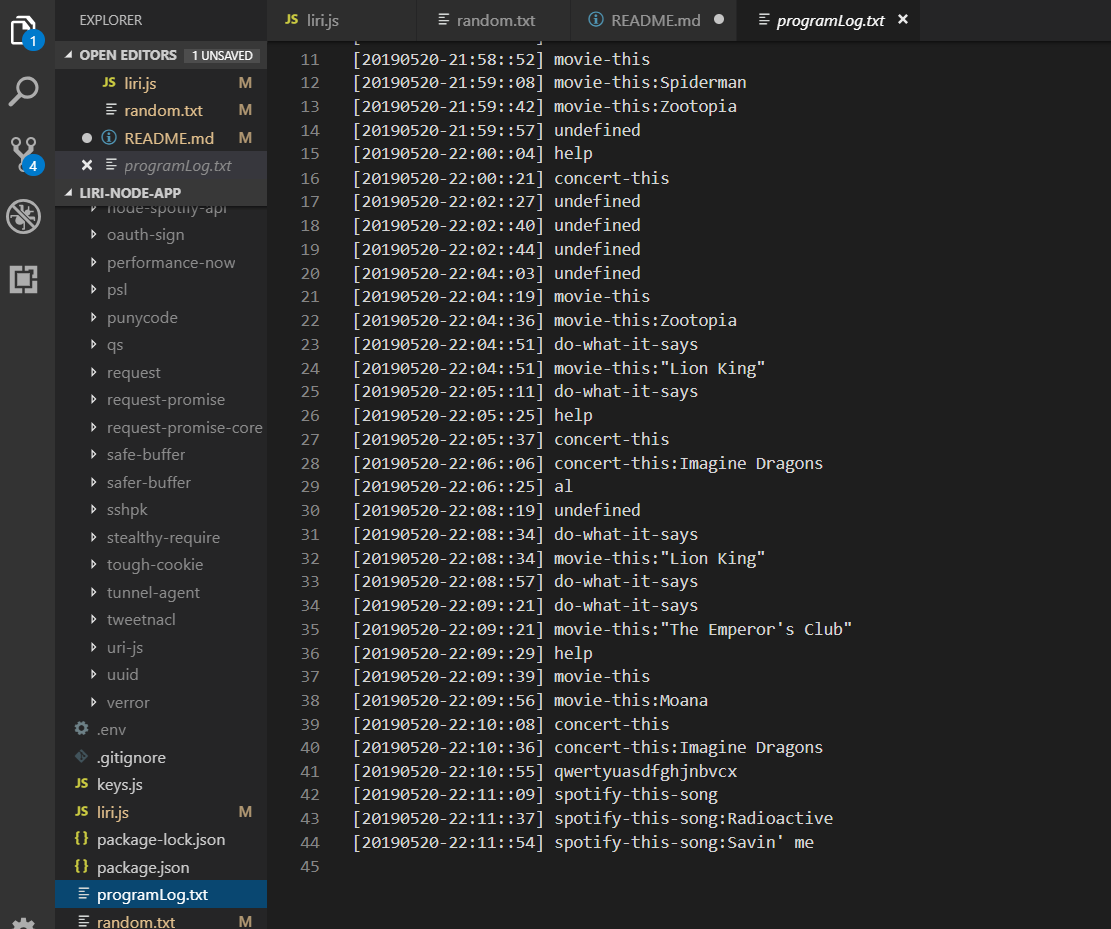 EXPLORER
OPEN EDITORS 1 UNSAVED
JS liri.js M
random.txt M
README.md M
programLog.txt
LIRI-NODE-APP
node-spotify-api
oauth-sign
performance-now
psl
punycode
qs
request
request-promise
request-promise-core
safe-buffer
safer-buffer
sshpk
stealthy-require
tough-cookie
tunnel-agent
tweetnacl
uri-js
uuid
verror
.env
.gitignore
JS keys.js
JS liri.js M
{} package-lock.json
{} package.json
programLog.txt
random.txt M
1
4
JS liri.js
random.txt
README.md
programLog.txt
11 [20190520-21:58::52] movie-this
12 [20190520-21:59::08] movie-this:Spiderman
13 [20190520-21:59::42] movie-this:Zootopia
14 [20190520-21:59::57] undefined
15 [20190520-22:00::04] help
16 [20190520-22:00::21] concert-this
17 [20190520-22:02::27] undefined
18 [20190520-22:02::40] undefined
19 [20190520-22:02::44] undefined
20 [20190520-22:04::03] undefined
21 [20190520-22:04::19] movie-this
22 [20190520-22:04::36] movie-this:Zootopia
23 [20190520-22:04::51] do-what-it-says
24 [20190520-22:04::51] movie-this:"Lion King"
25 [20190520-22:05::11] do-what-it-says
26 [20190520-22:05::25] help
27 [20190520-22:05::37] concert-this
28 [20190520-22:06::06] concert-this:Imagine Dragons
29 [20190520-22:06::25] al
30 [20190520-22:08::19] undefined
31 [20190520-22:08::34] do-what-it-says
32 [20190520-22:08::34] movie-this:"Lion King"
33 [20190520-22:08::57] do-what-it-says
34 [20190520-22:09::21] do-what-it-says
35 [20190520-22:09::21] movie-this:"The Emperor's Club"
36 [20190520-22:09::29] help
37 [20190520-22:09::39] movie-this
38 [20190520-22:09::56] movie-this:Moana
39 [20190520-22:10::08] concert-this
40 [20190520-22:10::36] concert-this:Imagine Dragons
41 [20190520-22:10::55] qwertyuasdfghjnbvcx
42 [20190520-22:11::09] spotify-this-song
43 [20190520-22:11::37] spotify-this-song:Radioactive
44 [20190520-22:11::54] spotify-this-song:Savin' me
45